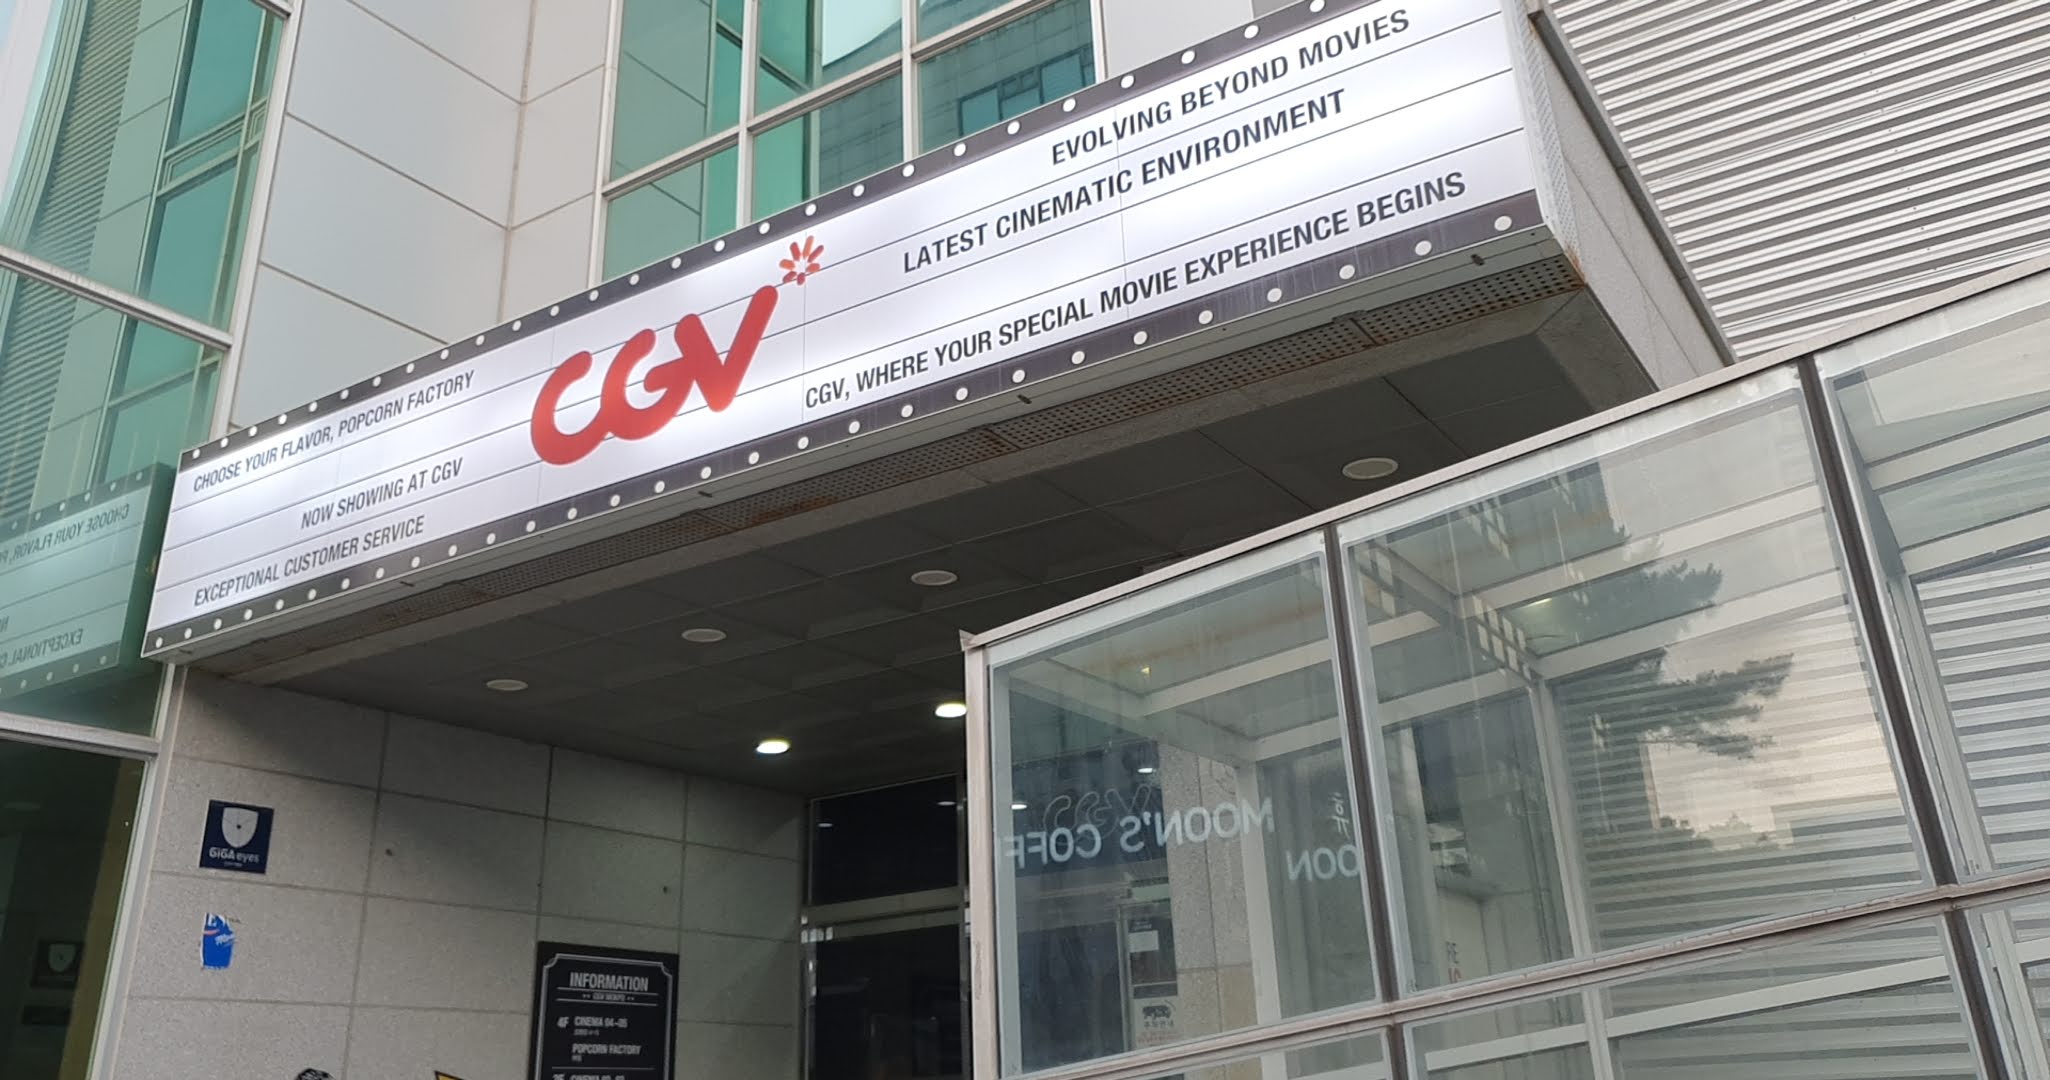 CHOOSE YOUR FLAVOR, POPCORN FACTORY
NOW SHOWING AT CGV
EXCEPTIONAL CUSTOMER SERVICE
CGV
EVOLVING BEYOND MOVIES
LATEST CINEMATIC ENVIRONMENT
CGV, WHERE YOUR SPECIAL MOVIE EXPERIENCE BEGINS
GiGA eyes
INFORMATION
4F CINEMA 04-05
POPCORN FACTORY
MOON'S COFF
OON